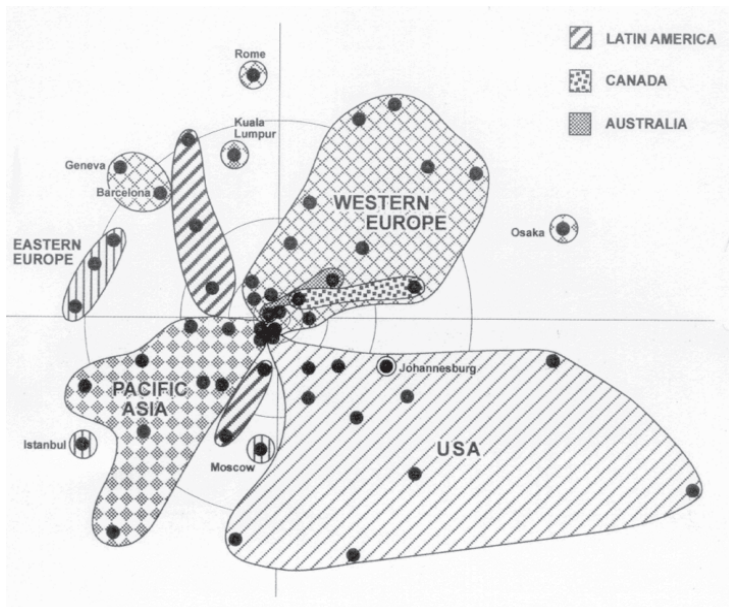 Rome
LATIN AMERICA
CANADA
Kuala
Lumpur
AUSTRALIA
Geneva
Barcelona
WESTERN
EUROPE
Osaka
EASTERN
EUROPE
Johannesburg
PACIFIC
ASIA
Istanbul
USA
Moscow